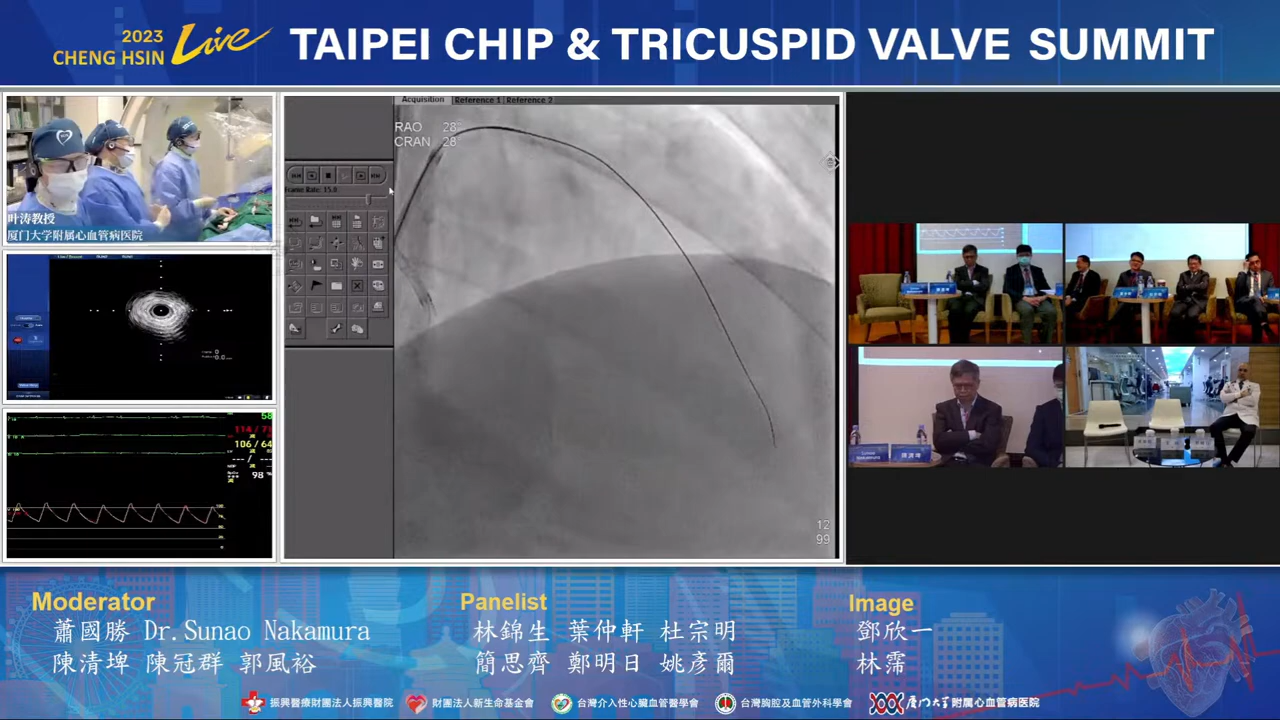 2023
CHENG HSIN Live
TAIPEI CHIP & TRICUSPID VALVE SUMMIT
叶涛教授
厦门大学附属心血管病医院
58
114 / 7
106 / 64
98
Acquisition Reference 1 Reference 2
RAO 28
CRAN 28
Frame Rate: 15.0
12
99
Moderator
蕭國勝 Dr.Sunao Nakamura
陳清埤 陳冠群 郭風裕
Panelist
林錦生 葉仲軒 杜宗明
簡思齊 鄭明日 姚彥爾
Image
鄧欣一
林霈
振興醫療財團法人振興醫院
財團法人新生命基金會
台灣介入性心臟血管醫學會
台灣胸腔及血管外科學會
厦门大学附属心血管病医院